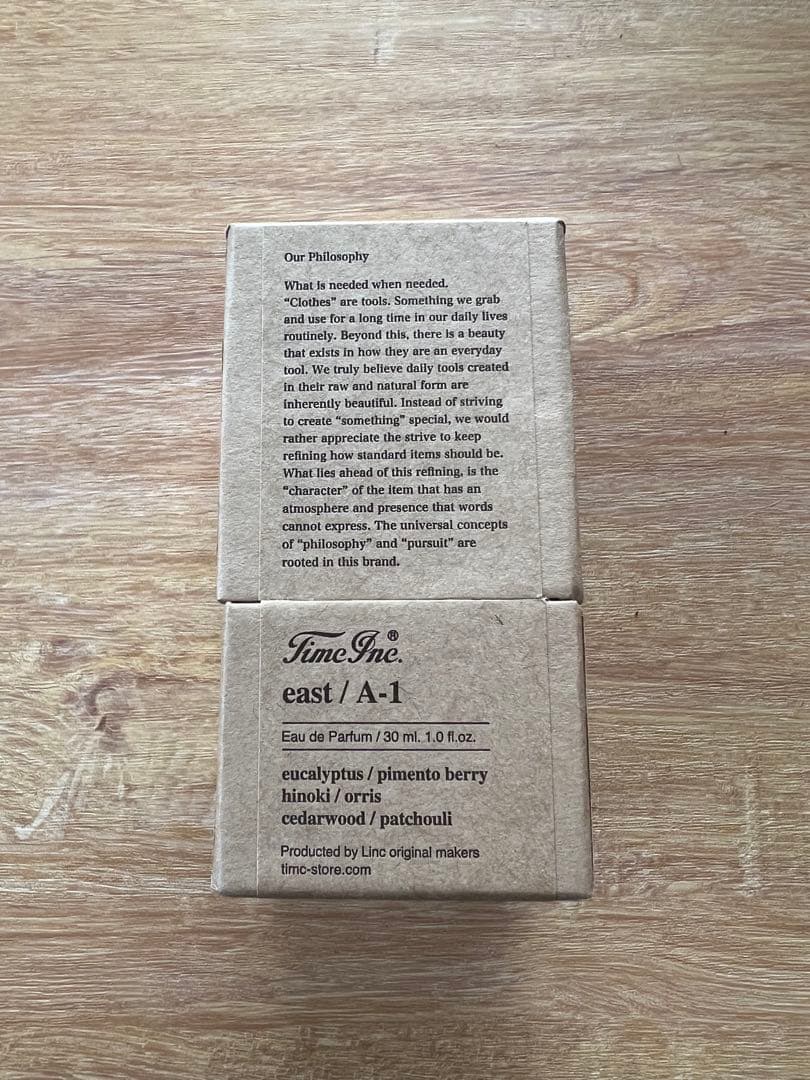 Our Philosophy
What is needed when needed.
“Clothes” are tools. Something we grab
and use for a long time in our daily lives
routinely. Beyond this, there is a beauty
that exists in how they are an everyday
tool. We truly believe daily tools created
in their raw and natural form are
inherently beautiful. Instead of striving
to create “something” special, we would
rather appreciate the strive to keep
refining how standard items should be.
What lies ahead of this refining, is the
“character” of the item that has an
atmosphere and presence that words
cannot express. The universal concepts
of “philosophy” and “pursuit” are
rooted in this brand.
Timc Inc.®
east / A-1
Eau de Parfum / 30 ml. 1.0 fl.oz.
eucalyptus / pimento berry
hinoki / orris
cedarwood / patchouli
Producted by Linc original makers
timc-store.com